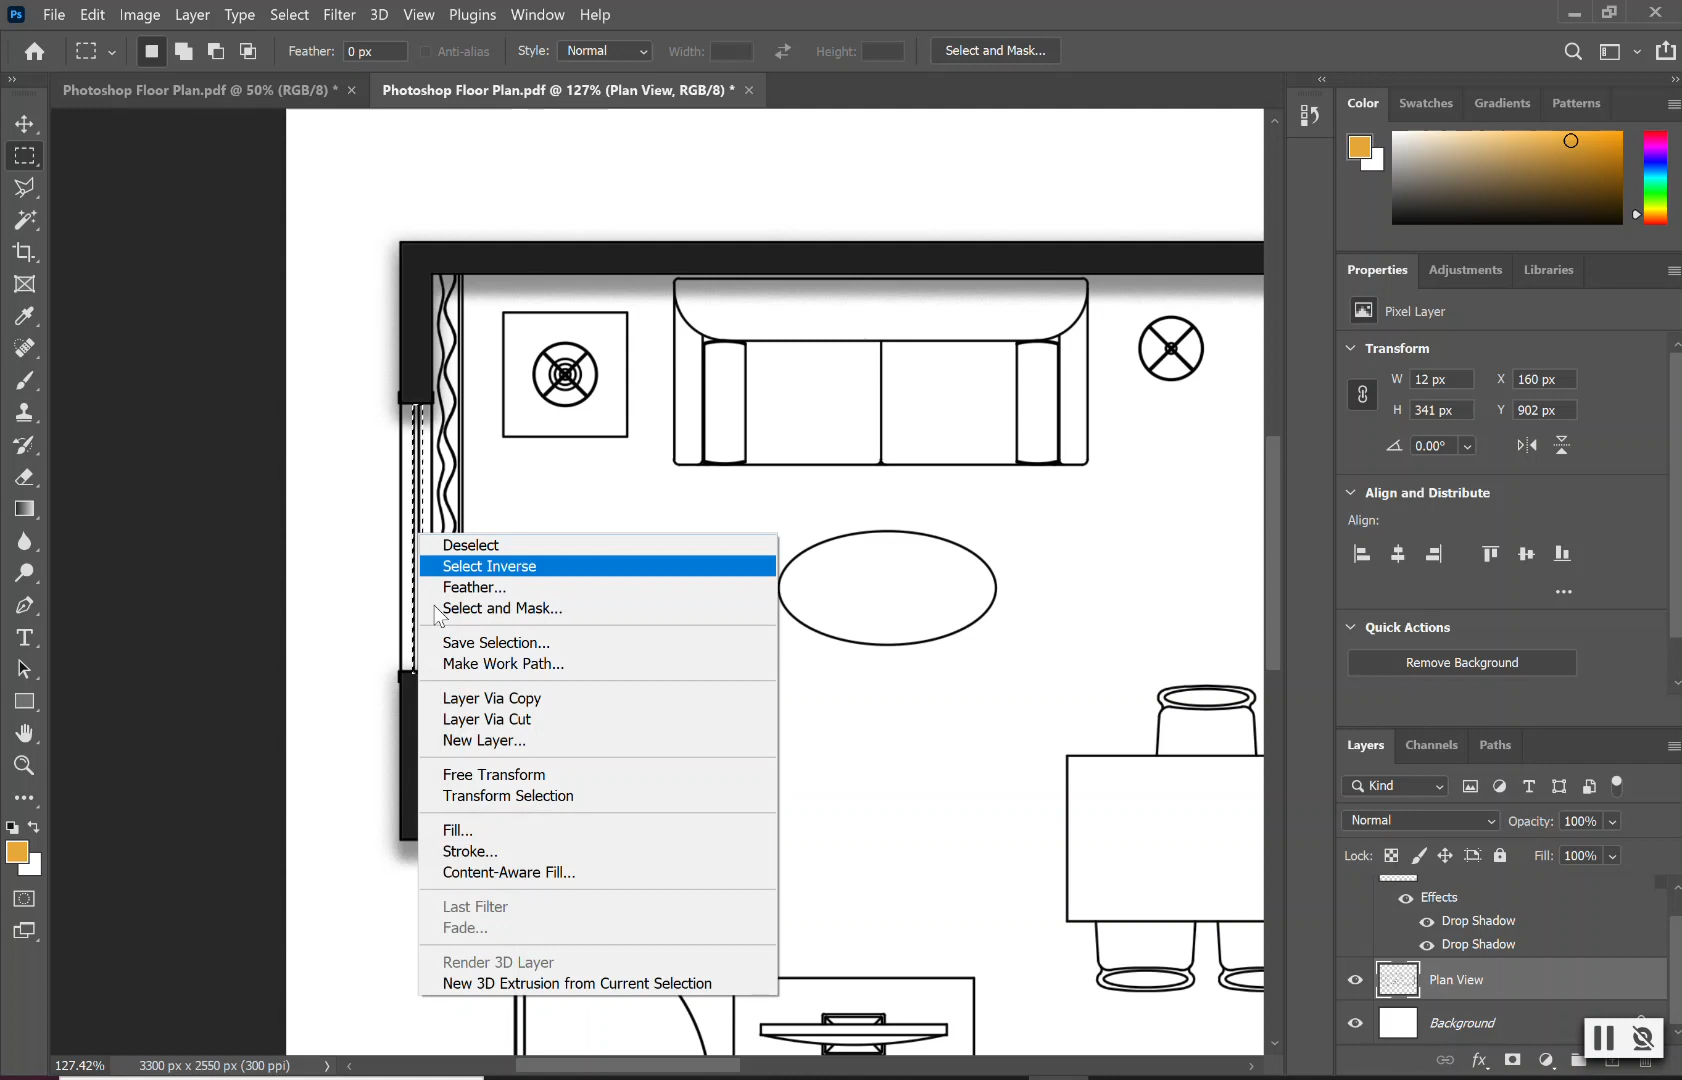 Ps File Edit Image Layer Type Select Filter 3D View Plugins Window Help
Feather: 0 px Anti-alias Style: Normal Width: Height: Select and Mask...
Photoshop Floor Plan.pdf @ 50% (RGB/8) * × Photoshop Floor Plan.pdf @ 127% (Plan View, RGB/8) * ×
Color Swatches Gradients Patterns
Properties Adjustments Libraries
Pixel Layer
Transform
W 12 px X 160 px
H 341 px Y 902 px
0.00°
Align and Distribute
Align:
Quick Actions
Remove Background
Deselect
Select Inverse
Feather...
Select and Mask...
Save Selection...
Make Work Path...
Layer Via Copy
Layer Via Cut
New Layer...
Free Transform
Transform Selection
Fill...
Stroke...
Content-Aware Fill...
Last Filter
Fade...
Render 3D Layer
New 3D Extrusion from Current Selection
Layers Channels Paths
Kind
Normal Opacity: 100%
Lock: Fill: 100%
Effects
Drop Shadow
Drop Shadow
Plan View
Background
fx
127.42% 3300 px x 2550 px (300 ppi)